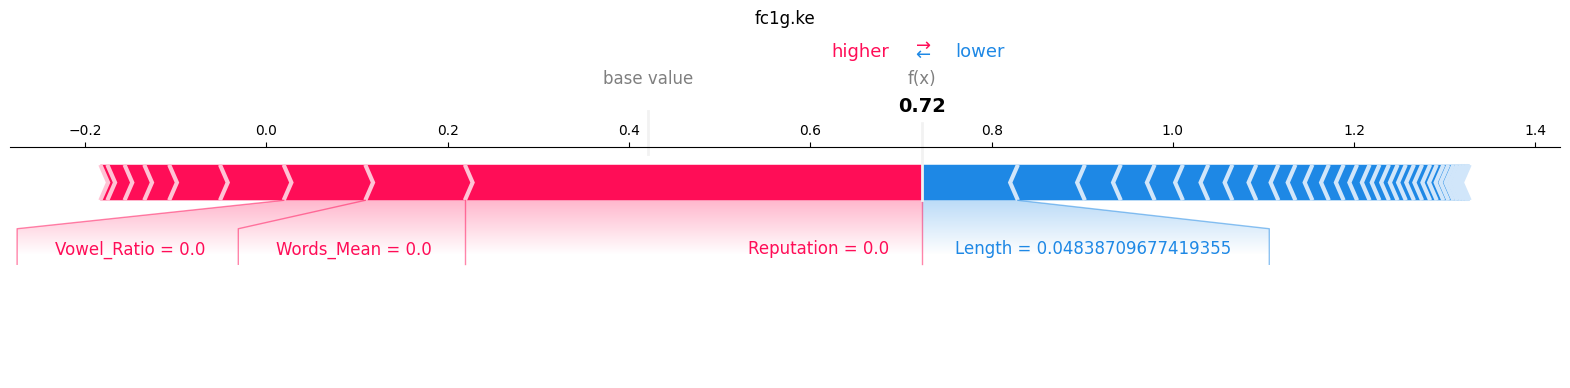 fc1g.ke
higher ⇄ lower
base value f(x)
0.72
−0.2 0.0 0.2 0.4 0.6 0.8 1.0 1.2 1.4
Vowel_Ratio = 0.0 Words_Mean = 0.0 Reputation = 0.0 Length = 0.04838709677419355